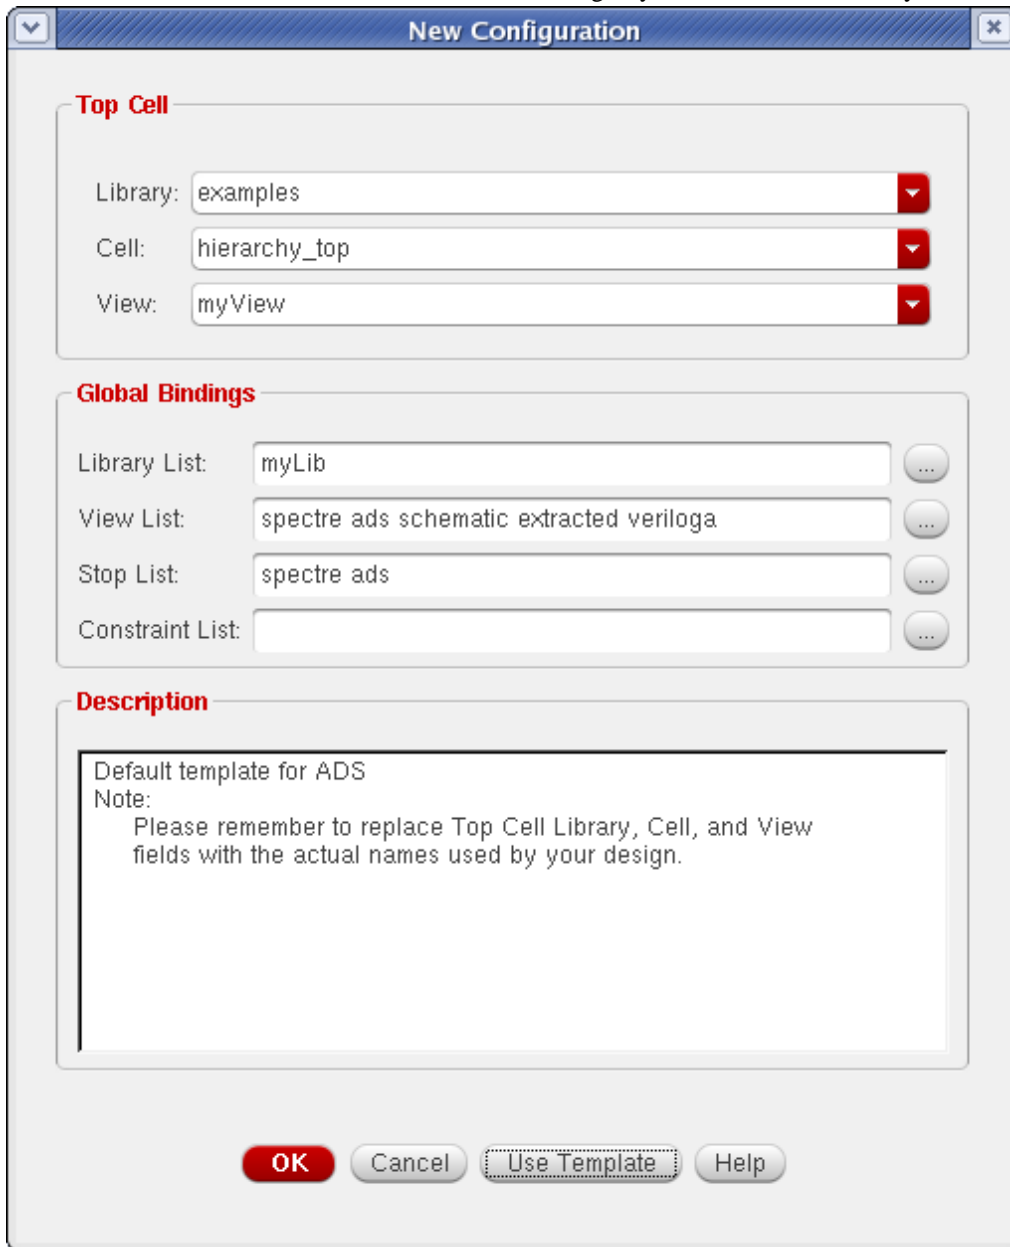 New Configuration
Top Cell
Library: examples
Cell: hierarchy_top
View: myView
Global Bindings
Library List: myLib
View List: spectre ads schematic extracted veriloga
Stop List: spectre ads
Constraint List:
Description
Default template for ADS
Note:
Please remember to replace Top Cell Library, Cell, and View
fields with the actual names used by your design.
OK Cancel Use Template Help